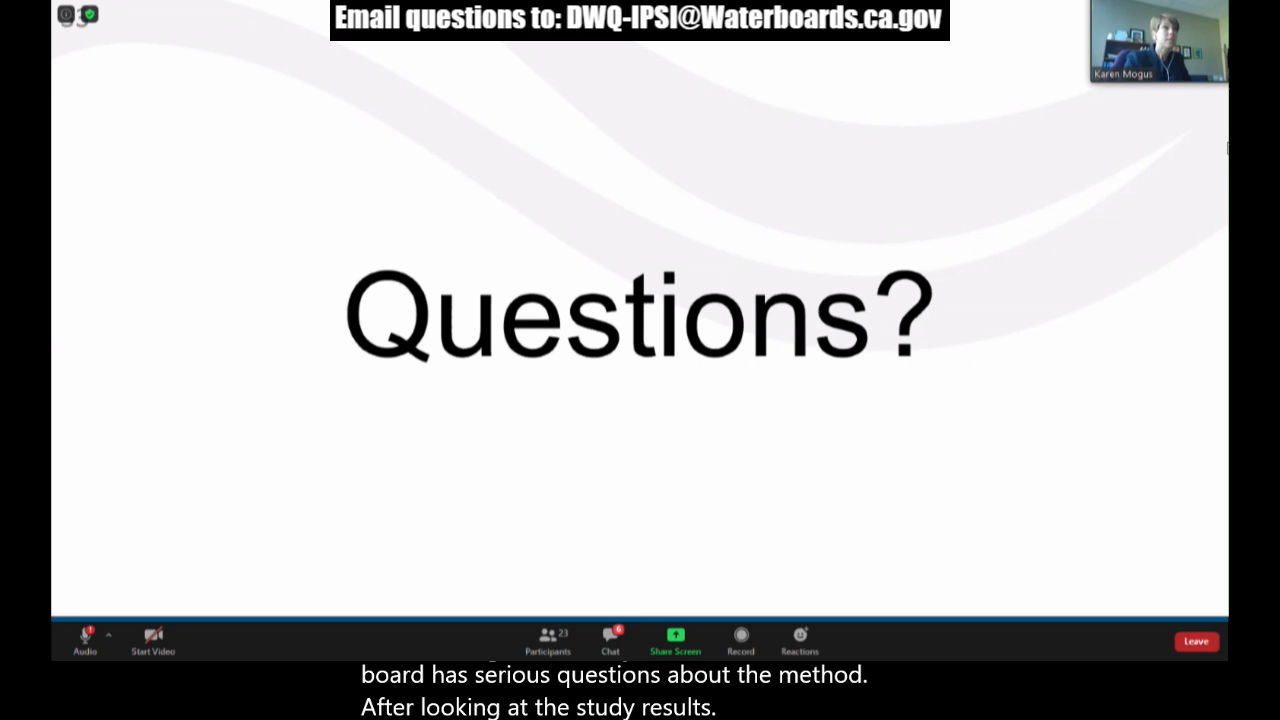 Email questions to: DWQ-IPSI@Waterboards.ca.gov
Karen Mogus
Questions?
Audio
Start Video
Participants
23
Chat
6
Share Screen
Record
Reactions
Leave
board has serious questions about the method.
After looking at the study results.